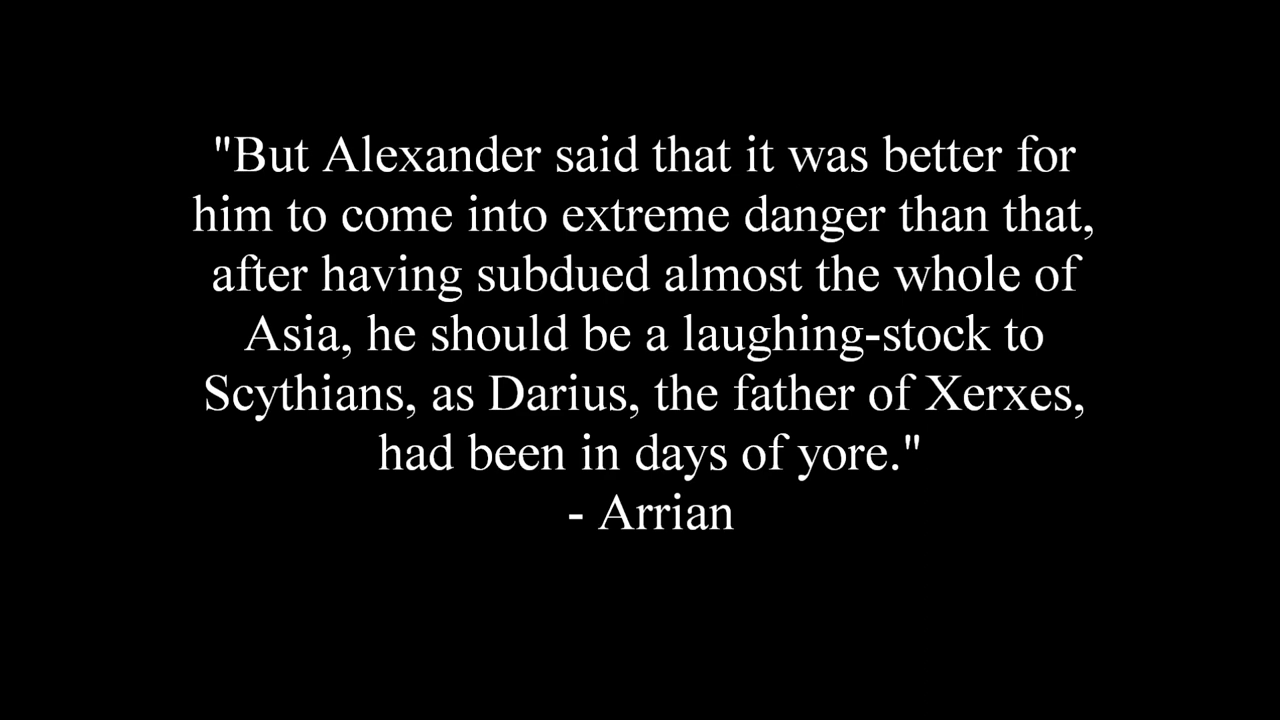 "But Alexander said that it was better for
him to come into extreme danger than that,
after having subdued almost the whole of
Asia, he should be a laughing-stock to
Scythians, as Darius, the father of Xerxes,
had been in days of yore."
- Arrian